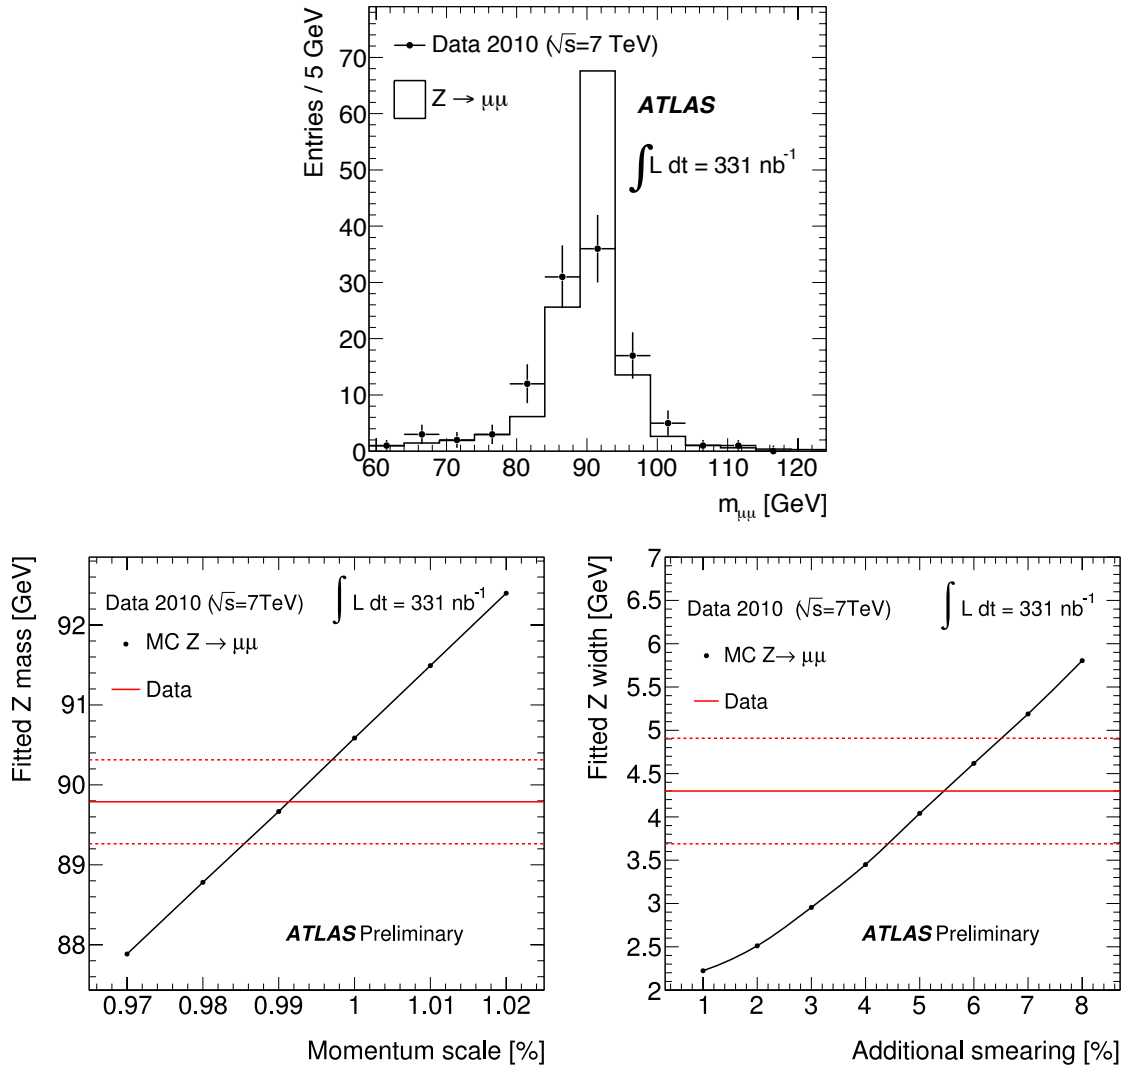 Entries / 5 GeV
70
60
50
40
30
20
10
0
Data 2010 (√s=7 TeV)
Z → μμ
ATLAS
∫ L dt = 331 nb⁻¹
60 70 80 90 100 110 120
m_μμ [GeV]
Fitted Z mass [GeV]
92
91
90
89
88
Data 2010 (√s=7TeV) ∫ L dt = 331 nb⁻¹
MC Z → μμ
Data
ATLAS Preliminary
0.97 0.98 0.99 1 1.01 1.02
Momentum scale [%]
Fitted Z width [GeV]
7
6.5
6
5.5
5
4.5
4
3.5
3
2.5
2
Data 2010 (√s=7TeV) ∫ L dt = 331 nb⁻¹
MC Z→ μμ
Data
ATLAS Preliminary
1 2 3 4 5 6 7 8
Additional smearing [%]